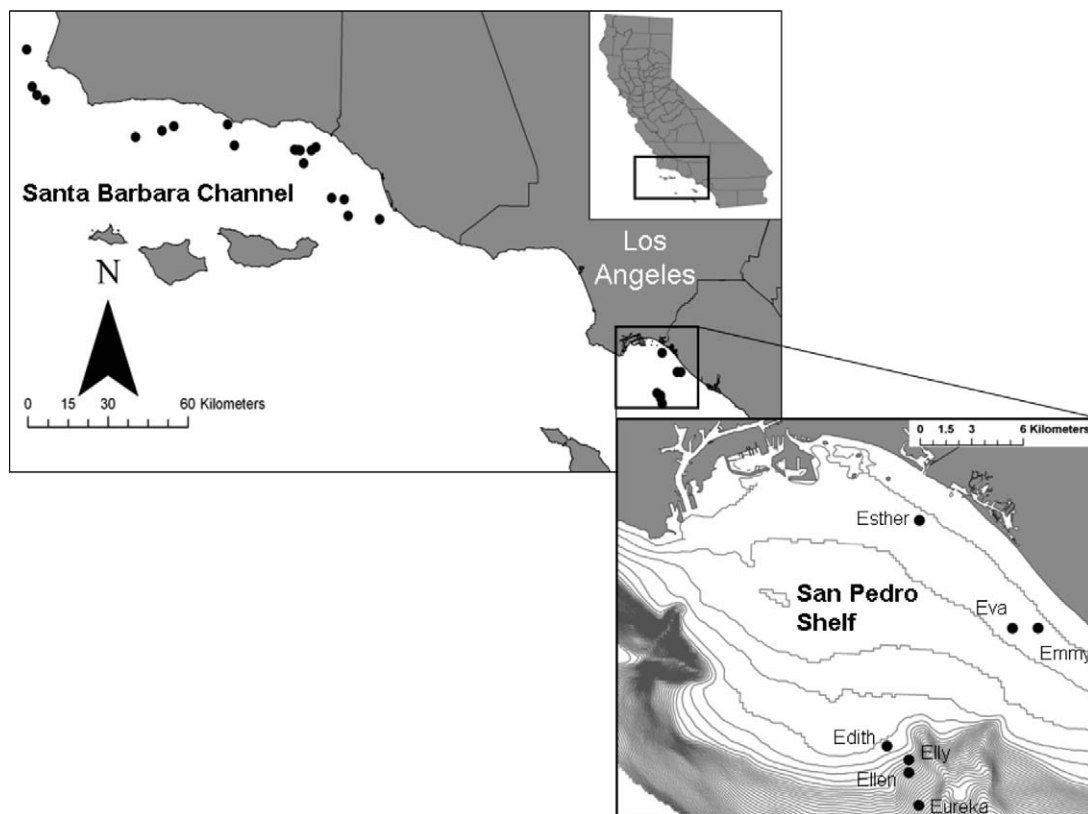 Santa Barbara Channel
N
0 15 30 60 Kilometers
Los
Angeles
0 1.5 3 6 Kilometers
Esther
San Pedro
Shelf
Eva
Emmy
Edith
Elly
Ellen
Eureka